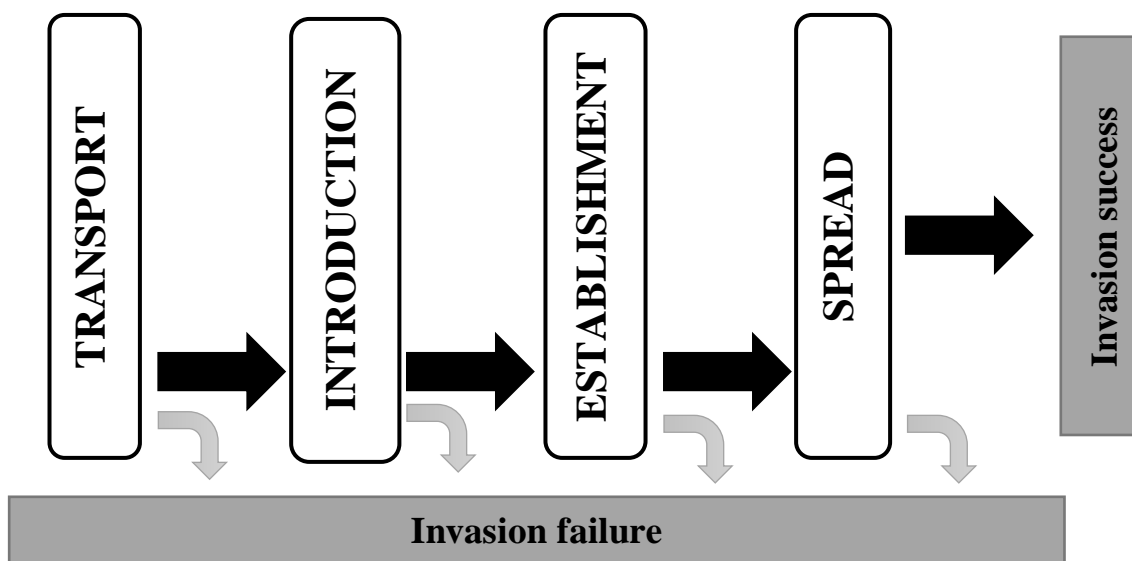 TRANSPORT
INTRODUCTION
ESTABLISHMENT
SPREAD
Invasion success
Invasion failure